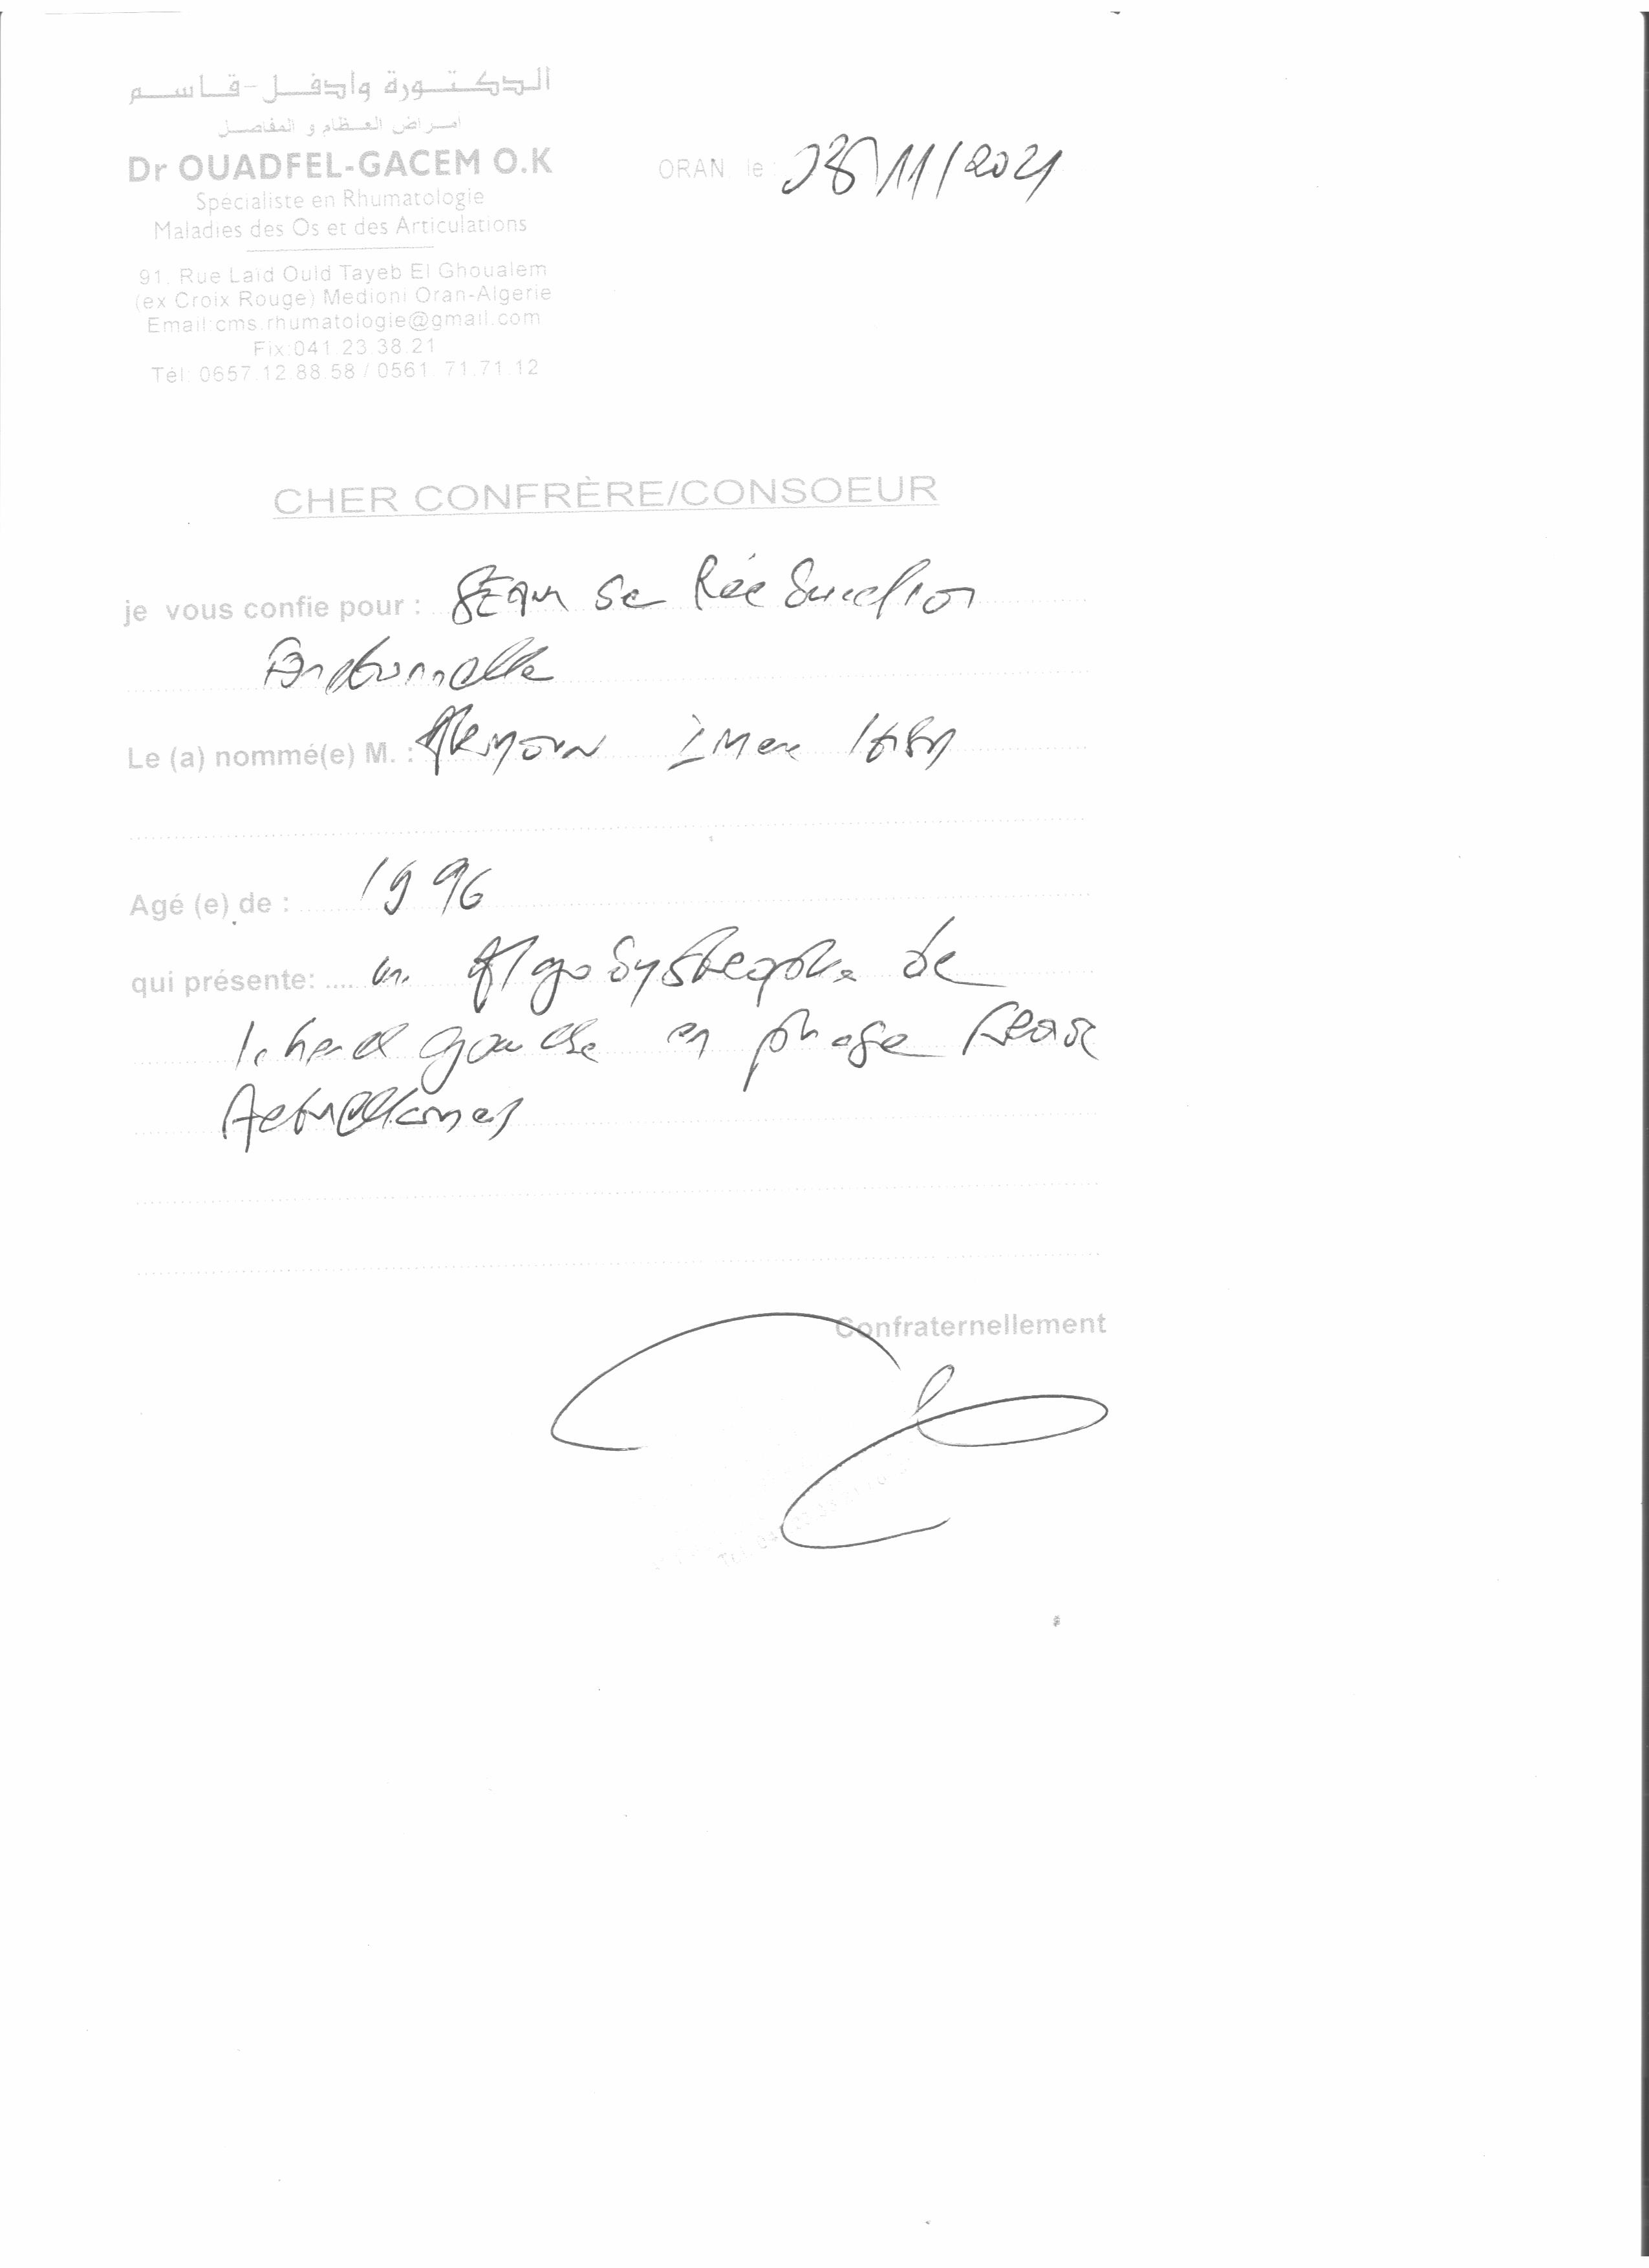 الدكتورة وادفل-قاسم
امراض العظام و المفاصل
Dr OUADFEL-GACEM O.K
Specialiste en Rhumatologie
Maladies des Os et des Articulations
91, Rue Laid Ould Tayeb El Ghoualem
(ex Croix Rouge) Medioni Oran-Algerie
Email:cms.rhumatologie@gmail.com
Fix:041.23.38.21
Tél: 0657.12.88.58 / 0561. 71.71.12
ORAN, le : 28/11/2021
CHER CONFRÈRE/CONSOEUR
je vous confie pour : de Rééducation
Fonctionnelle
Le (a) nommé(e) M. : Imen
Agé (e) de : 1996
qui présente: un Algodystrophie de
gauche en phase
Actuellement
Confraternellement